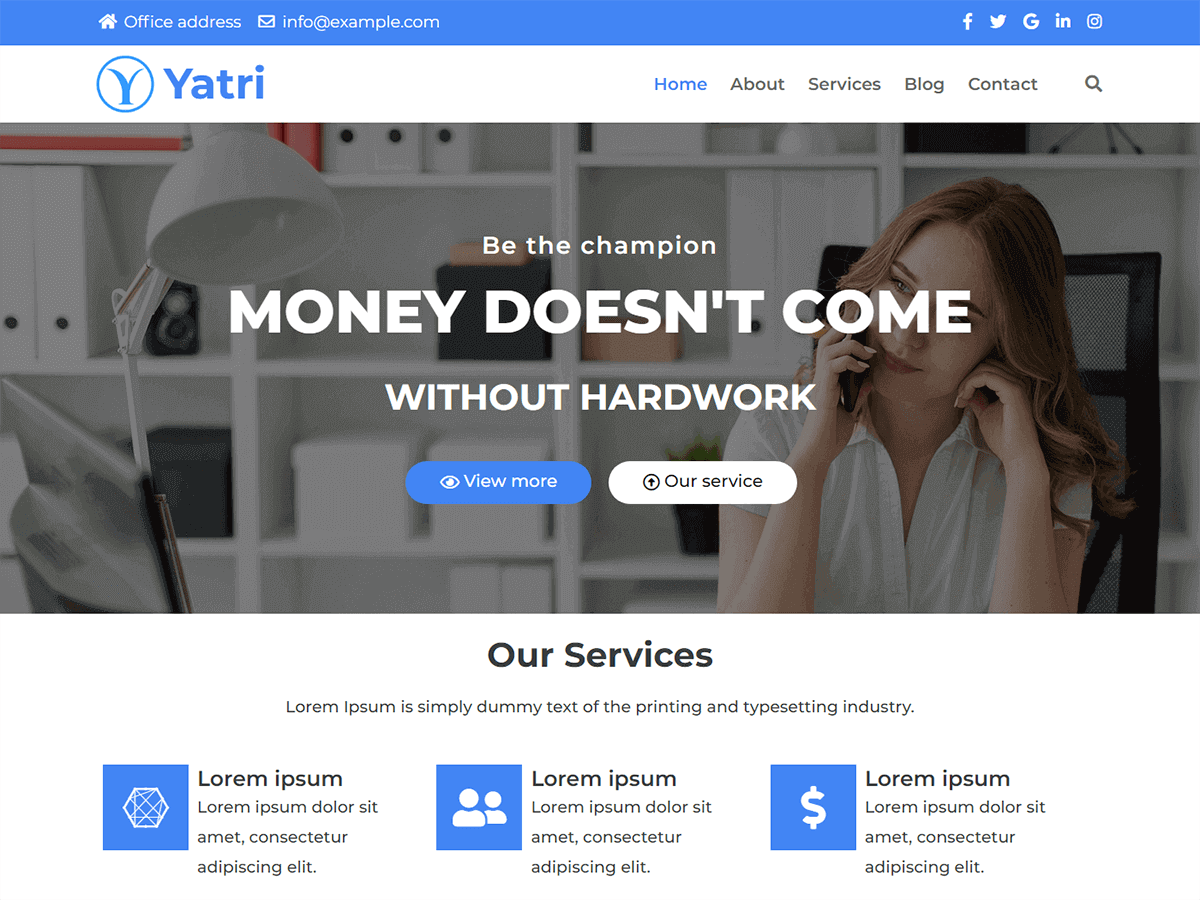 Office address info@example.com
Yatri
Home About Services Blog Contact
Be the champion
MONEY DOESN'T COME
WITHOUT HARDWORK
View more Our service
Our Services
Lorem Ipsum is simply dummy text of the printing and typesetting industry.
Lorem ipsum
Lorem ipsum dolor sit
amet, consectetur
adipiscing elit.
Lorem ipsum
Lorem ipsum dolor sit
amet, consectetur
adipiscing elit.
Lorem ipsum
Lorem ipsum dolor sit
amet, consectetur
adipiscing elit.